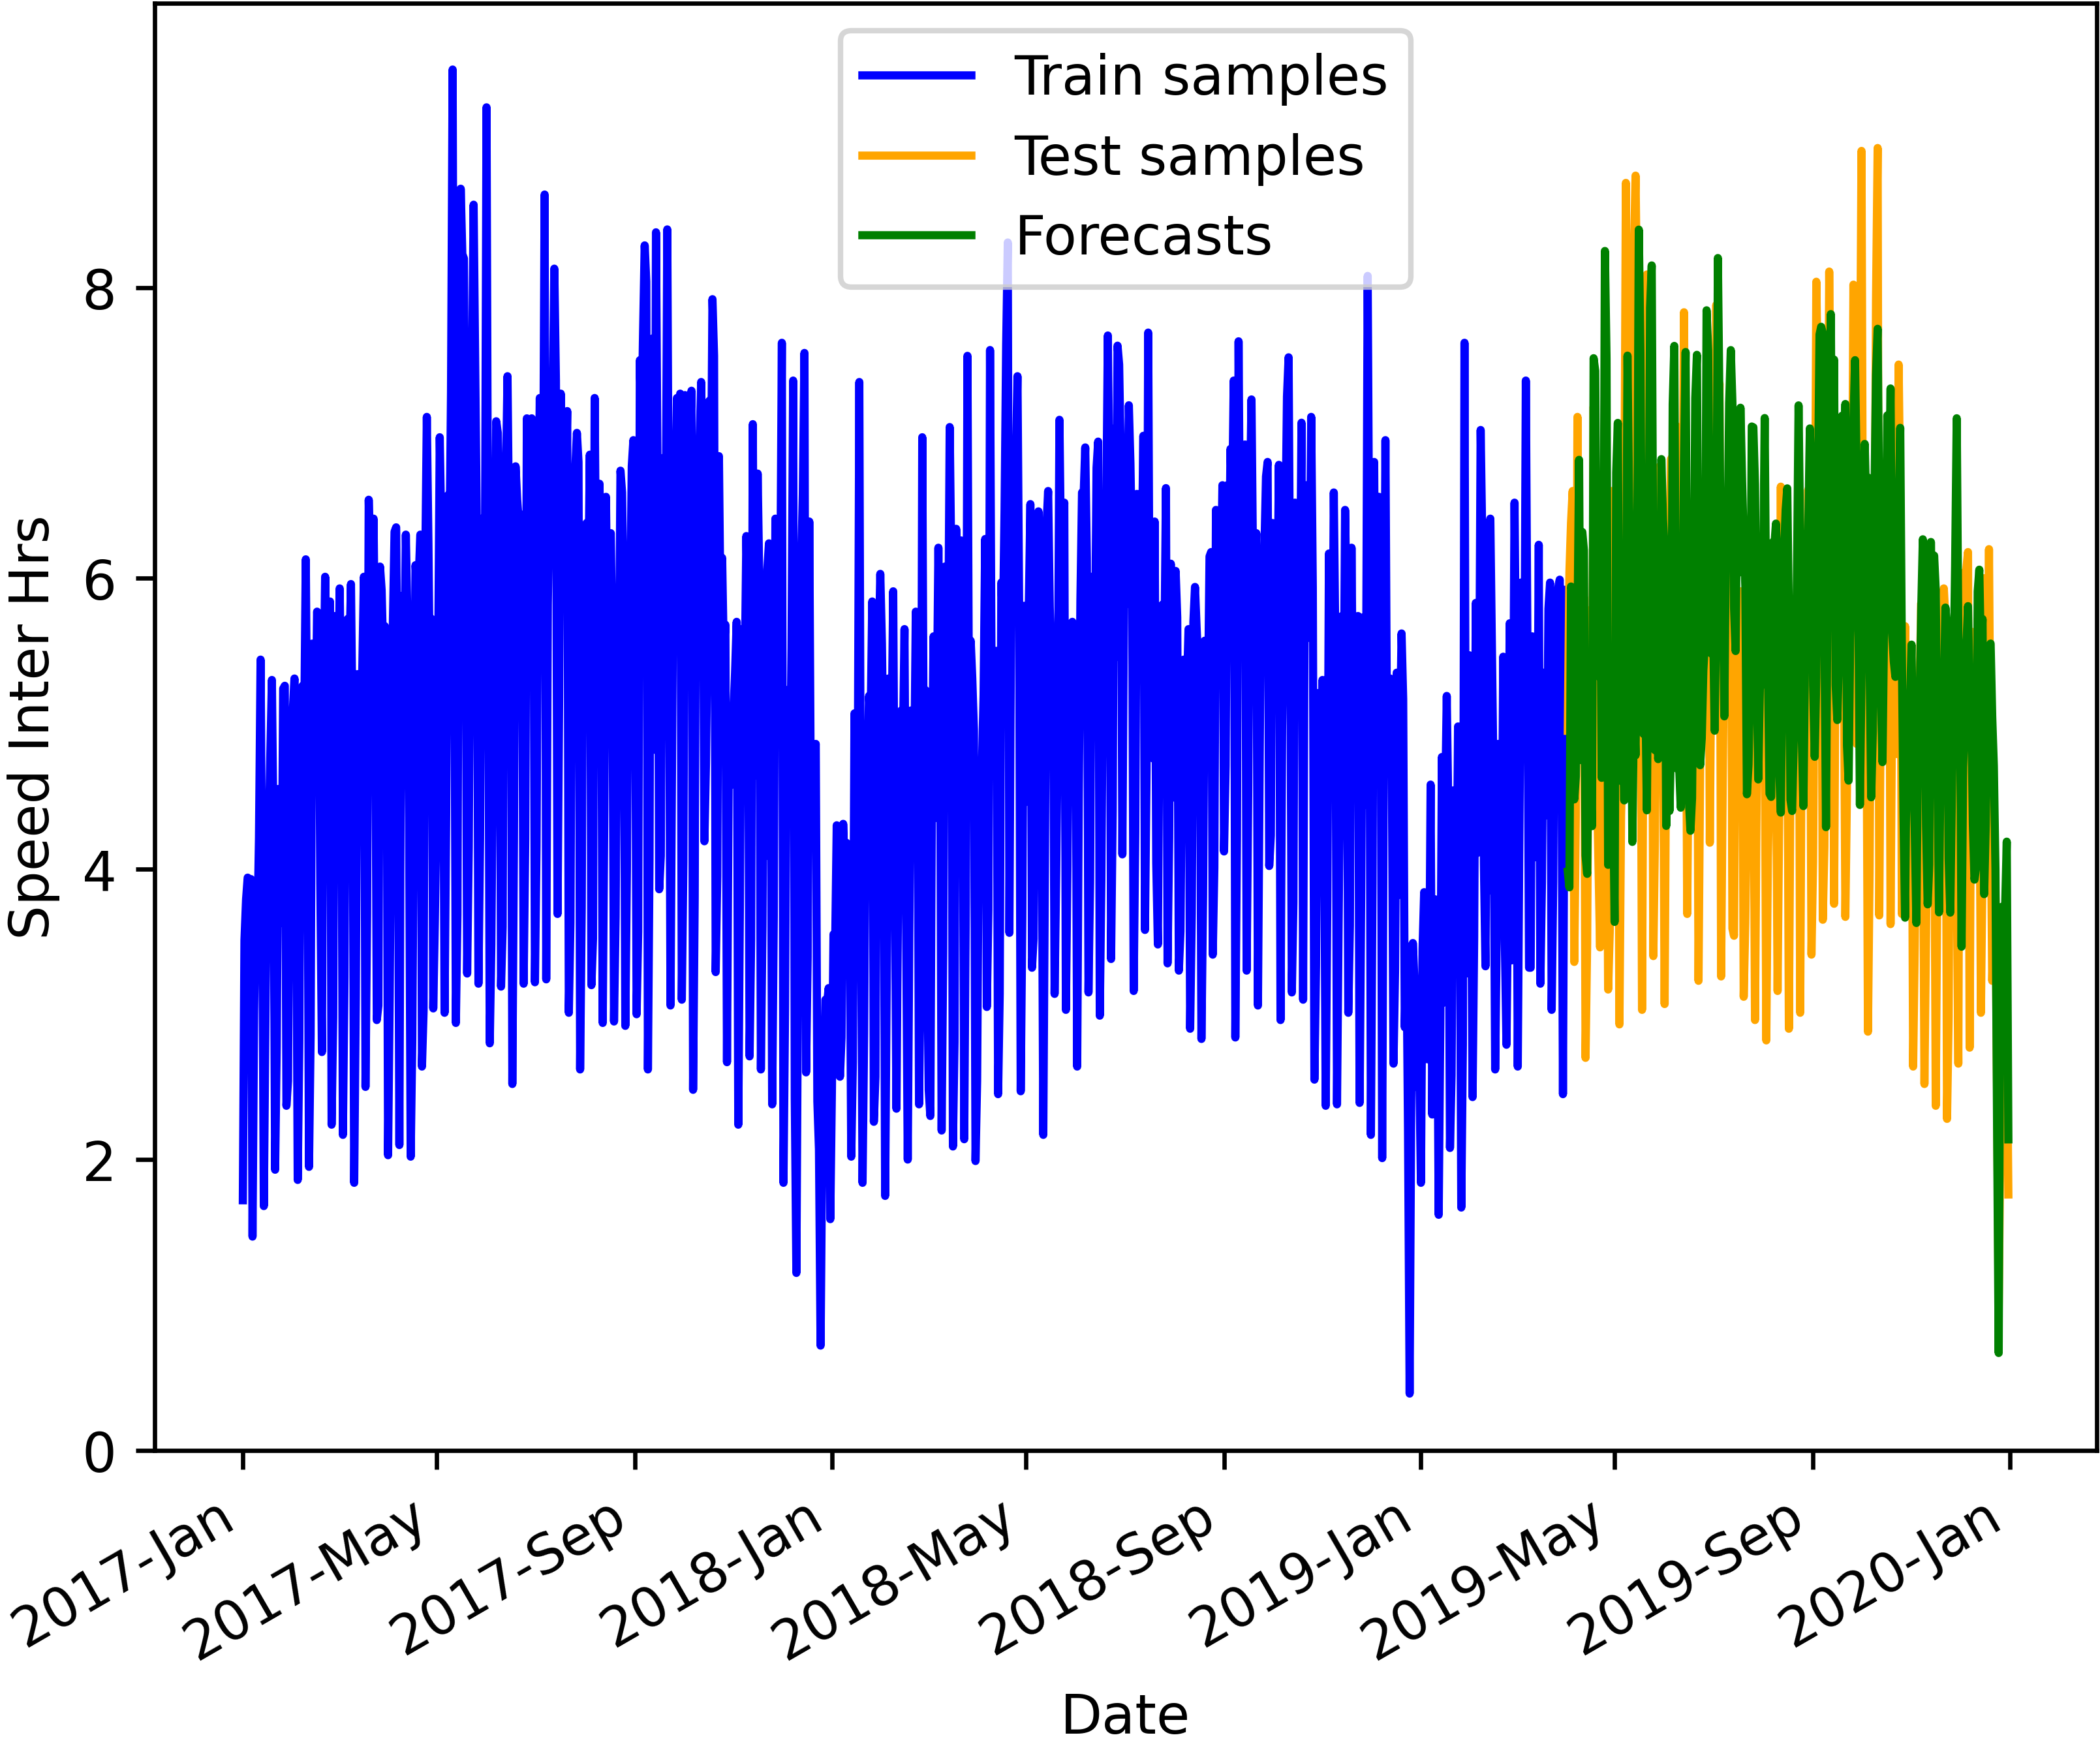 Train samples
Test samples
Forecasts
Speed Inter Hrs
8
6
4
2
0
2017-Jan
2017-May
2017-Sep
2018-Jan
2018-May
2018-Sep
2019-Jan
2019-May
2019-Sep
2020-Jan
Date